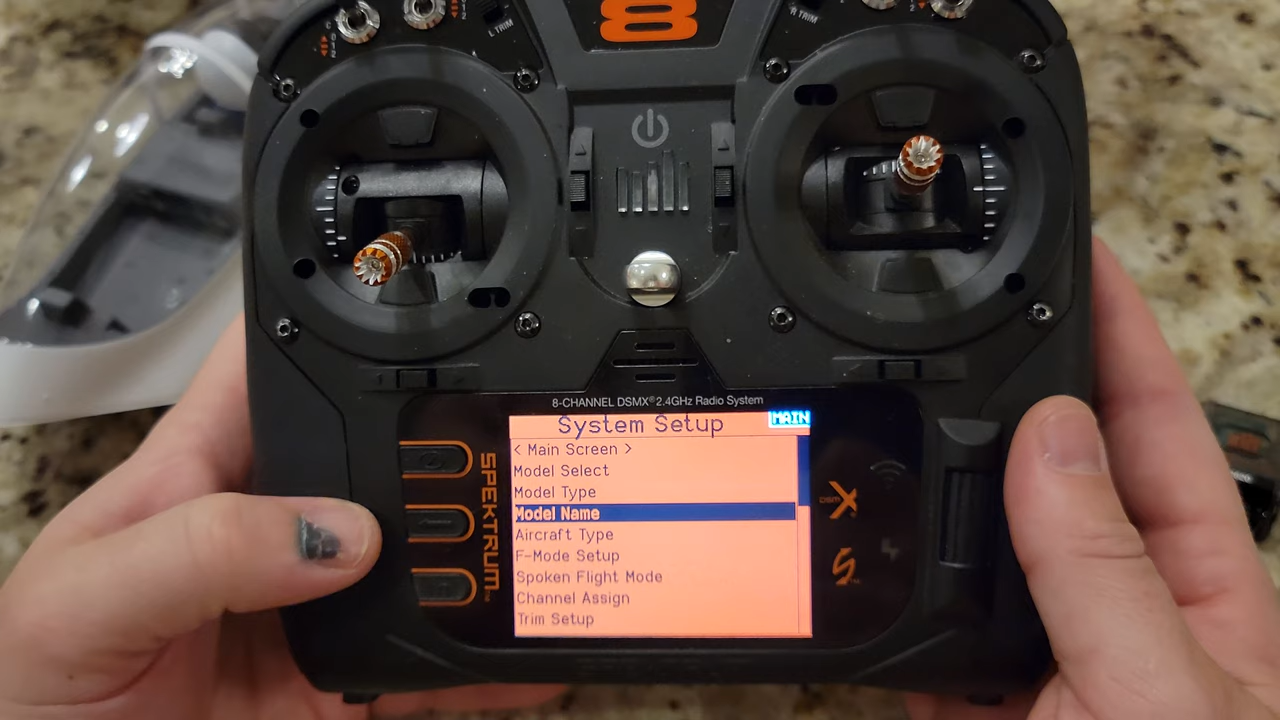 8
L TRIM
R TRIM
8-CHANNEL DSMX® 2.4GHz Radio System
System Setup
MAIN
< Main Screen >
Model Select
Model Type
Model Name
Aircraft Type
F-Mode Setup
Spoken Flight Mode
Channel Assign
Trim Setup
SPEKTRUM
DSM X